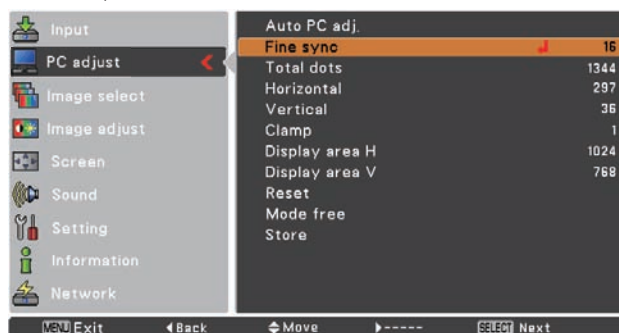 Input
PC adjust
Image select
Image adjust
Screen
Sound
Setting
Information
Network
Auto PC adj.
Fine sync 16
Total dots 1344
Horizontal 297
Vertical 36
Clamp 1
Display area H 1024
Display area V 768
Reset
Mode free
Store
MENU Exit ◀Back ◆Move ▶----- SELECT Next